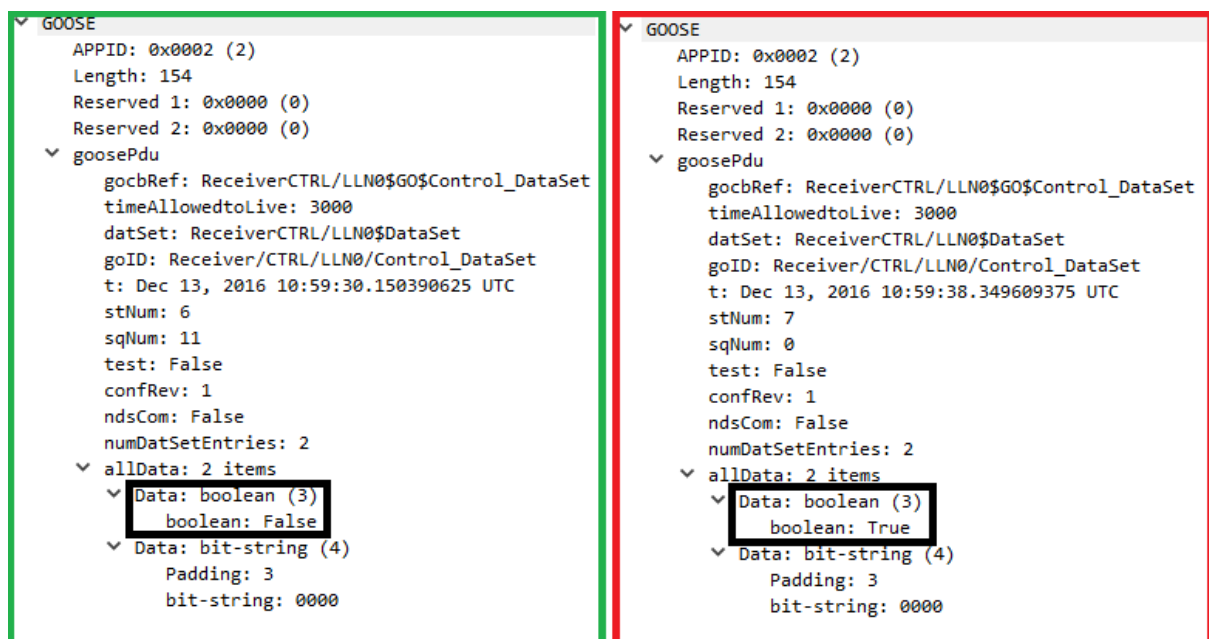 GOOSE
APPID: 0x0002 (2)
Length: 154
Reserved 1: 0x0000 (0)
Reserved 2: 0x0000 (0)
goosePdu
gocbRef: ReceiverCTRL/LLN0$GO$Control_DataSet
timeAllowedtoLive: 3000
datSet: ReceiverCTRL/LLN0$DataSet
goID: Receiver/CTRL/LLN0/Control_DataSet
t: Dec 13, 2016 10:59:30.150390625 UTC
stNum: 6
sqNum: 11
test: False
confRev: 1
ndsCom: False
numDatSetEntries: 2
allData: 2 items
Data: boolean (3)
boolean: False
Data: bit-string (4)
Padding: 3
bit-string: 0000
GOOSE
APPID: 0x0002 (2)
Length: 154
Reserved 1: 0x0000 (0)
Reserved 2: 0x0000 (0)
goosePdu
gocbRef: ReceiverCTRL/LLN0$GO$Control_DataSet
timeAllowedtoLive: 3000
datSet: ReceiverCTRL/LLN0$DataSet
goID: Receiver/CTRL/LLN0/Control_DataSet
t: Dec 13, 2016 10:59:38.349609375 UTC
stNum: 7
sqNum: 0
test: False
confRev: 1
ndsCom: False
numDatSetEntries: 2
allData: 2 items
Data: boolean (3)
boolean: True
Data: bit-string (4)
Padding: 3
bit-string: 0000